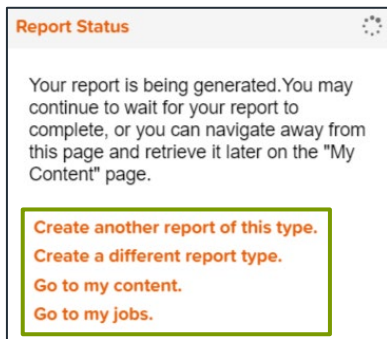 Report Status
Your report is being generated.You may
continue to wait for your report to
complete, or you can navigate away from
this page and retrieve it later on the "My
Content" page.
Create another report of this type.
Create a different report type.
Go to my content.
Go to my jobs.